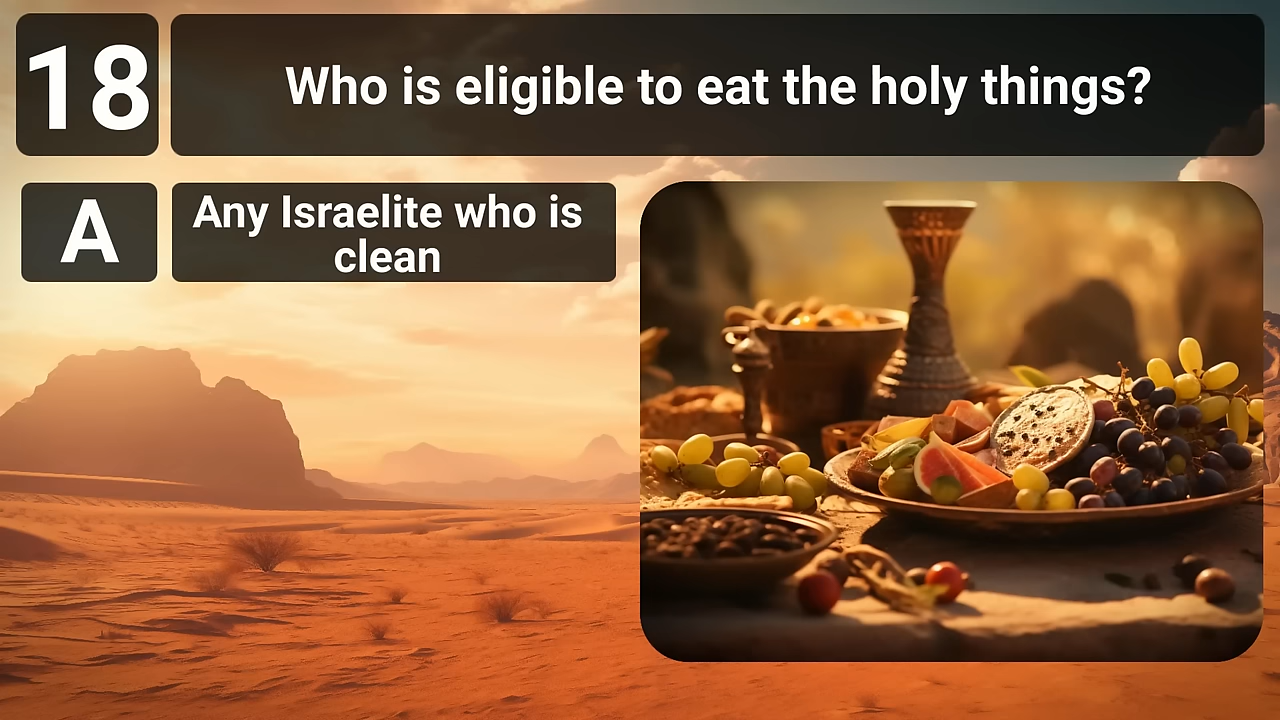 18
Who is eligible to eat the holy things?
A
Any Israelite who is
clean